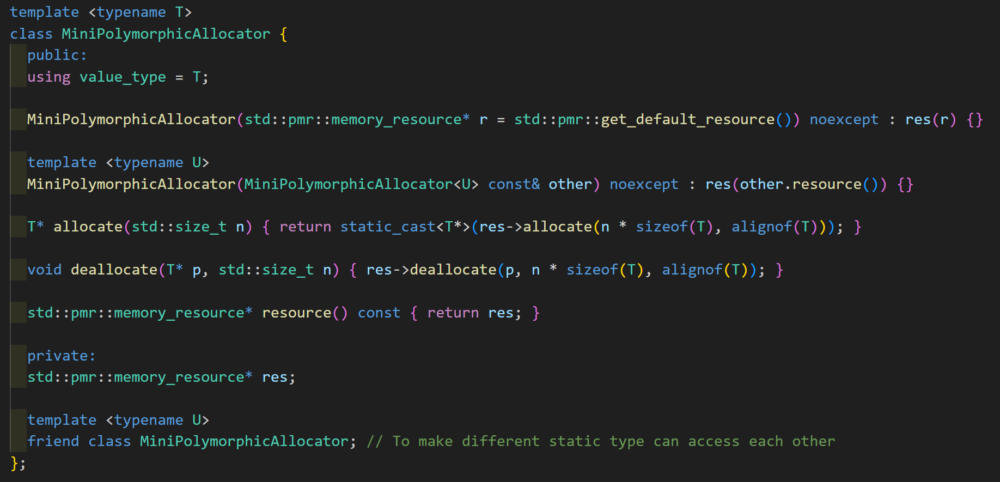 template <typename T>
class MiniPolymorphicAllocator {
  public:
  using value_type = T;

  MiniPolymorphicAllocator(std::pmr::memory_resource* r = std::pmr::get_default_resource()) noexcept : res(r) {}

  template <typename U>
  MiniPolymorphicAllocator(MiniPolymorphicAllocator<U> const& other) noexcept : res(other.resource()) {}

  T* allocate(std::size_t n) { return static_cast<T*>(res->allocate(n * sizeof(T), alignof(T))); }

  void deallocate(T* p, std::size_t n) { res->deallocate(p, n * sizeof(T), alignof(T)); }

  std::pmr::memory_resource* resource() const { return res; }

  private:
  std::pmr::memory_resource* res;

  template <typename U>
  friend class MiniPolymorphicAllocator; // To make different static type can access each other
};